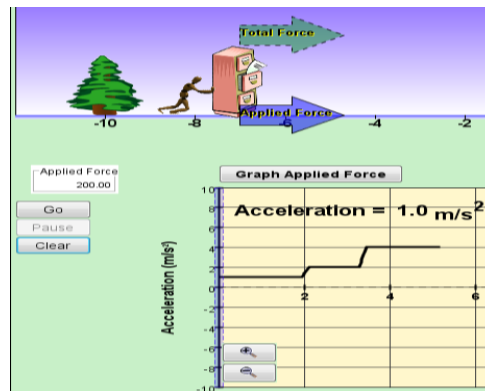 Total Force
Applied Force
-10 -8 -6 -4 -2
Applied Force
200.00
Go
Pause
Clear
Graph Applied Force
Acceleration = 1.0 m/s²
Acceleration (m/s²)
10
8
6
4
2
0
-2
-4
-6
-8
-10
2 4 6